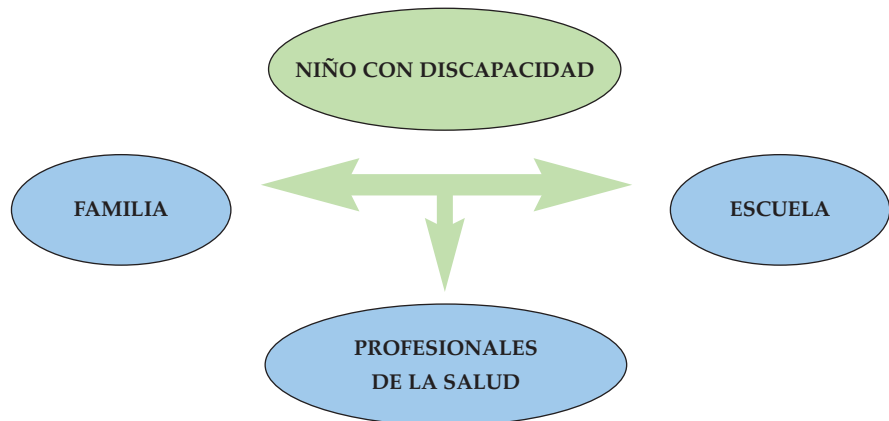 NIÑO CON DISCAPACIDAD
FAMILIA
ESCUELA
PROFESIONALES
DE LA SALUD